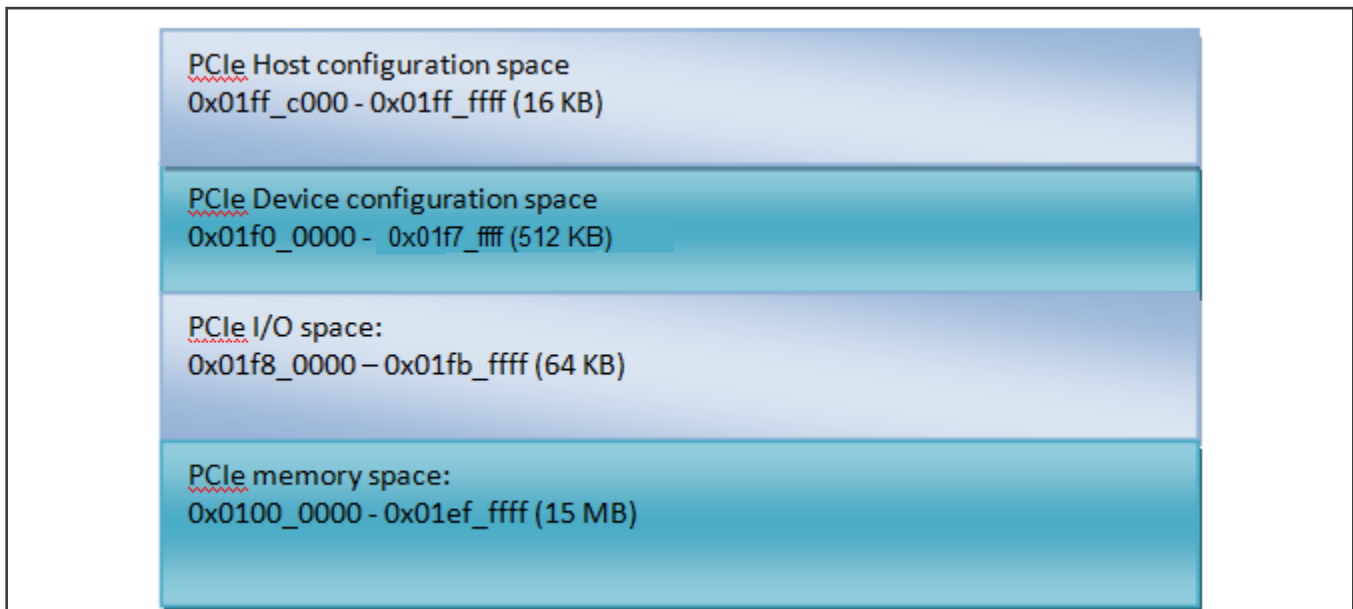 PCIe Host configuration space
0x01ff_c000 - 0x01ff_ffff (16 KB)
PCIe Device configuration space
0x01f0_0000 - 0x01f7_ffff (512 KB)
PCIe I/O space:
0x01f8_0000 – 0x01fb_ffff (64 KB)
PCIe memory space:
0x0100_0000 - 0x01ef_ffff (15 MB)